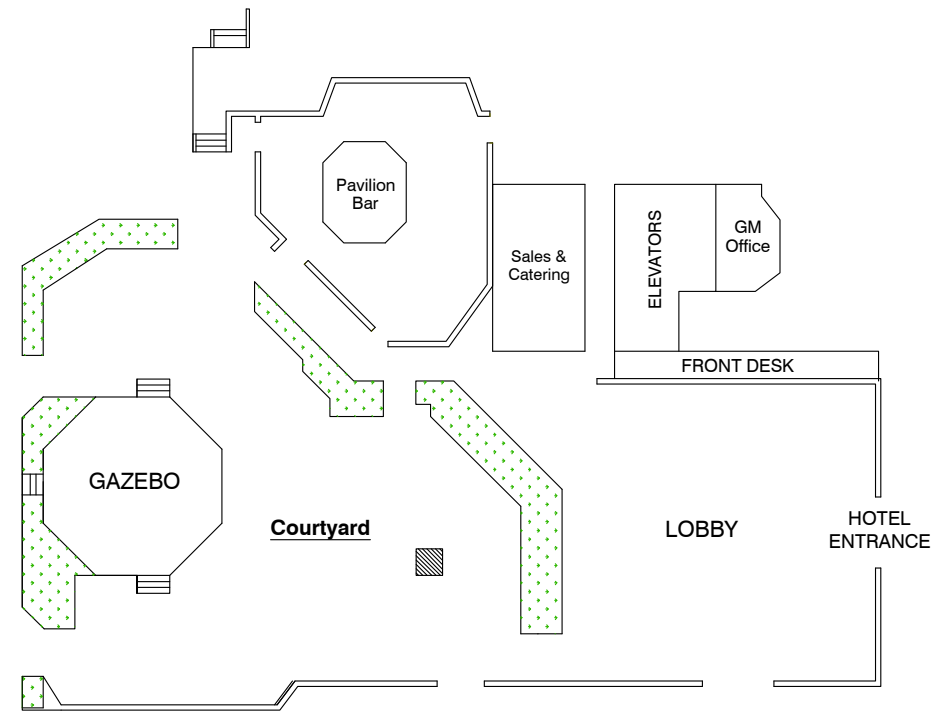 Pavilion
Bar
Sales &
Catering
ELEVATORS
GM
Office
FRONT DESK
GAZEBO
Courtyard
LOBBY
HOTEL
ENTRANCE